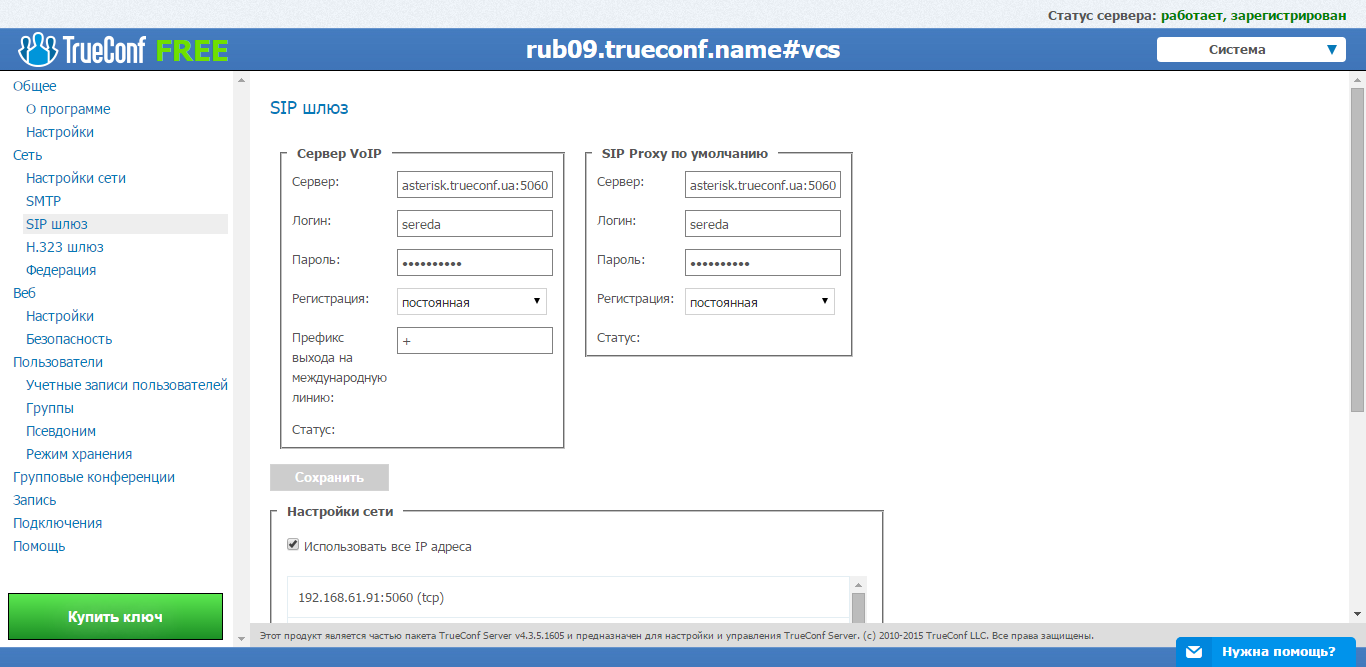 Статус сервера: работает, зарегистрирован
TrueConf FREE
rub09.trueconf.name#vcs
Система
Общее
О программе
Настройки
Сеть
Настройки сети
SMTP
SIP шлюз
H.323 шлюз
Федерация
Веб
Настройки
Безопасность
Пользователи
Учетные записи пользователей
Группы
Псевдоним
Режим хранения
Групповые конференции
Запись
Подключения
Помощь
Купить ключ
SIP шлюз
Сервер VoIP
Сервер: asterisk.trueconf.ua:5060
Логин: sereda
Пароль: ••••••••••
Регистрация: постоянная
Префикс +
выхода на
международную
линию:
Статус:
SIP Proxy по умолчанию
Сервер: asterisk.trueconf.ua:5060
Логин: sereda
Пароль: ••••••••••
Регистрация: постоянная
Статус:
Сохранить
Настройки сети
Использовать все IP адреса
192.168.61.91:5060 (tcp)
Этот продукт является частью пакета TrueConf Server v4.3.5.1605 и предназначен для настройки и управления TrueConf Server. (c) 2010-2015 TrueConf LLC. Все права защищены.
Нужна помощь?